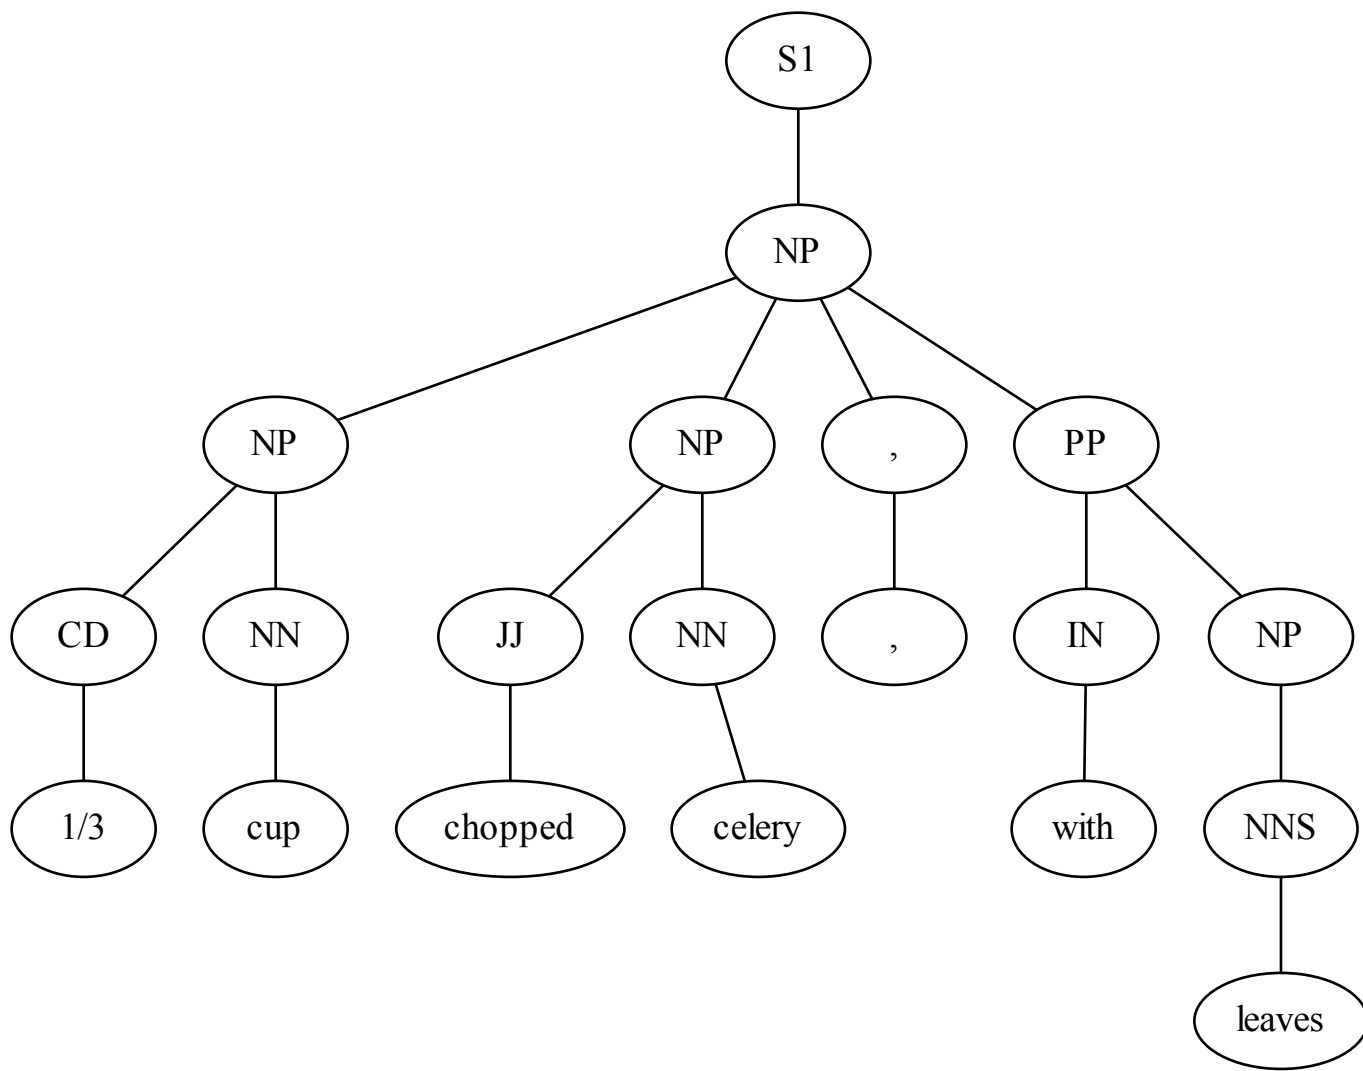 S1
NP
NP NP , PP
CD NN JJ NN , IN NP
1/3 cup chopped celery with NNS
leaves